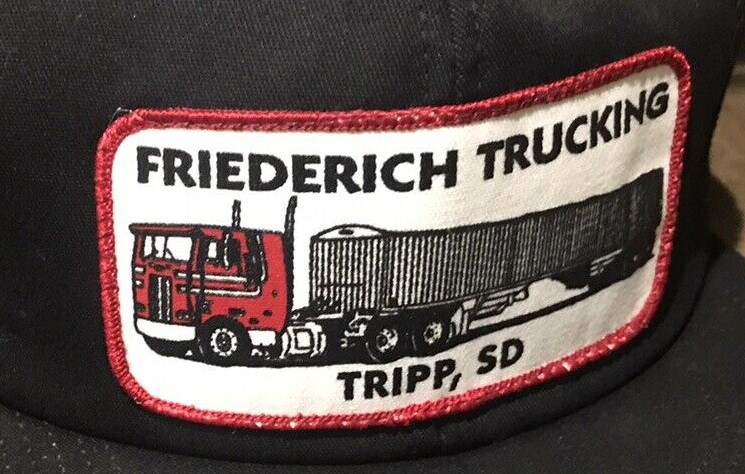 FRIEDERICH TRUCKING
TRIPP, SD